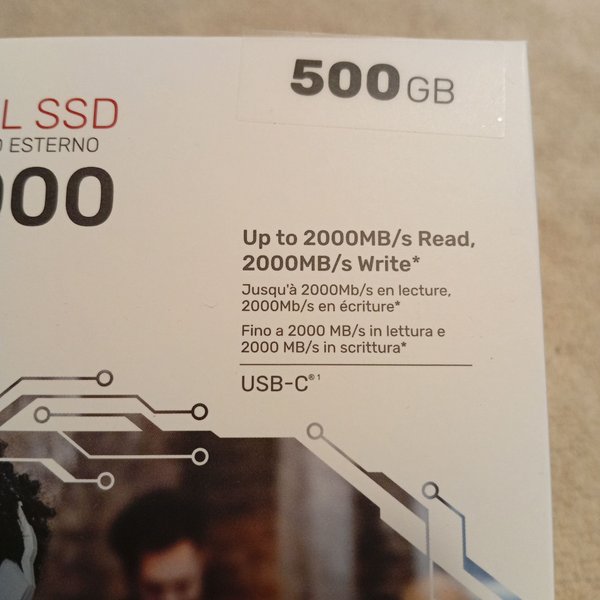 500GB
L SSD
ESTERNO
000
Up to 2000MB/s Read,
2000MB/s Write*
Jusqu'à 2000Mb/s en lecture,
2000Mb/s en écriture*
Fino a 2000 MB/s in lettura e
2000 MB/s in scrittura*
USB-C®¹